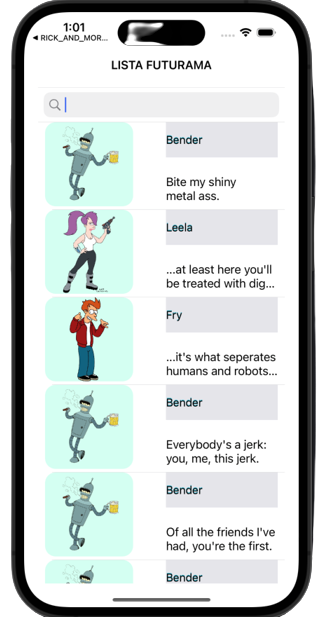 1:01
◀ RICK_AND_MOR...
LISTA FUTURAMA
Bender
Bite my shiny
metal ass.
Leela
...at least here you'll
be treated with dig...
Fry
...it's what seperates
humans and robots...
Bender
Everybody's a jerk:
you, me, this jerk.
Bender
Of all the friends I've
had, you're the first.
Bender